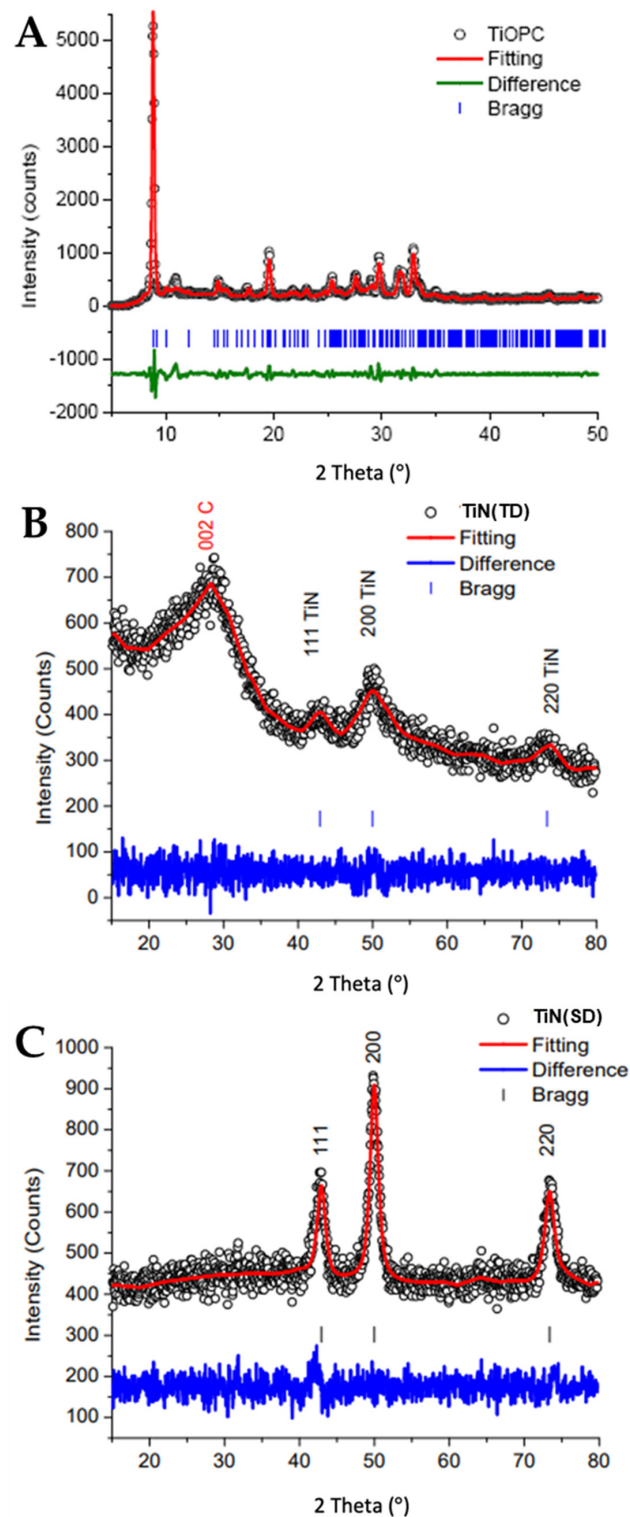 A
TiOPC
Fitting
Difference
Bragg
5000
4000
3000
2000
1000
0
-1000
-2000
Intensity (counts)
10 20 30 40 50
2 Theta (°)
B
TiN(TD)
Fitting
Difference
Bragg
002 C
111 TiN
200 TiN
220 TiN
800
700
600
500
400
300
200
100
0
Intensity (Counts)
20 30 40 50 60 70 80
2 Theta (°)
C
TiN(SD)
Fitting
Difference
Bragg
111
200
220
1000
900
800
700
600
500
400
300
200
100
Intensity (Counts)
20 30 40 50 60 70 80
2 Theta (°)